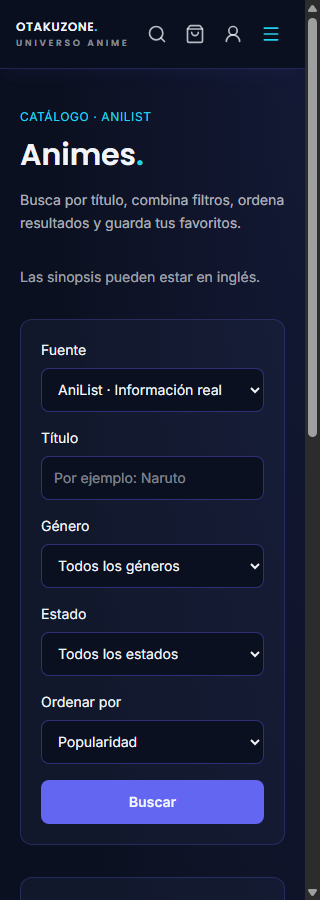 OTAKUZONE.
UNIVERSO ANIME
CATÁLOGO · ANILIST
Animes.
Busca por título, combina filtros, ordena
resultados y guarda tus favoritos.
Las sinopsis pueden estar en inglés.
Fuente
AniList · Información real
Título
Por ejemplo: Naruto
Género
Todos los géneros
Estado
Todos los estados
Ordenar por
Popularidad
Buscar